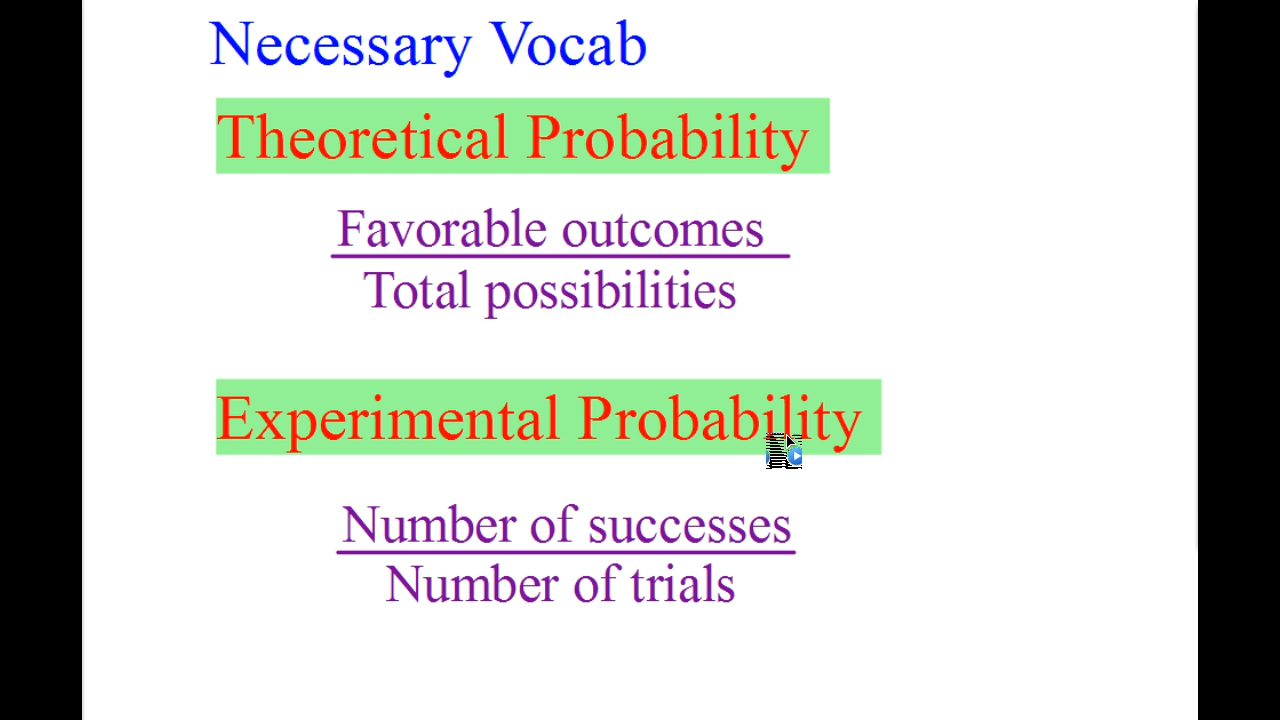 Necessary Vocab
Theoretical Probability
Favorable outcomes
Total possibilities
Experimental Probability
Number of successes
Number of trials